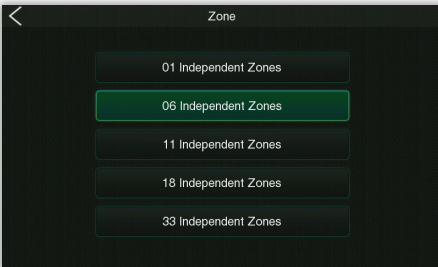 Zone
01 Independent Zones
06 Independent Zones
11 Independent Zones
18 Independent Zones
33 Independent Zones